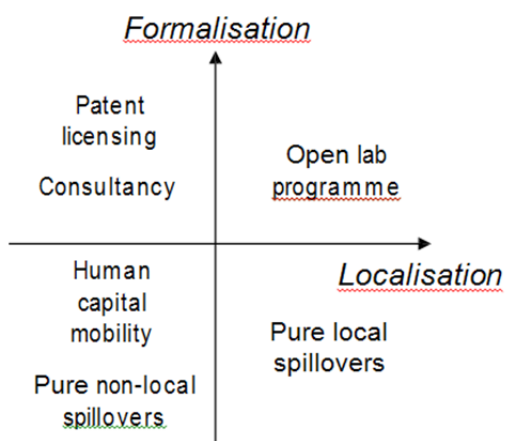 Formalisation
Patent
licensing
Consultancy
Open lab
programme
Localisation
Human
capital
mobility
Pure non-local
spillovers
Pure local
spillovers